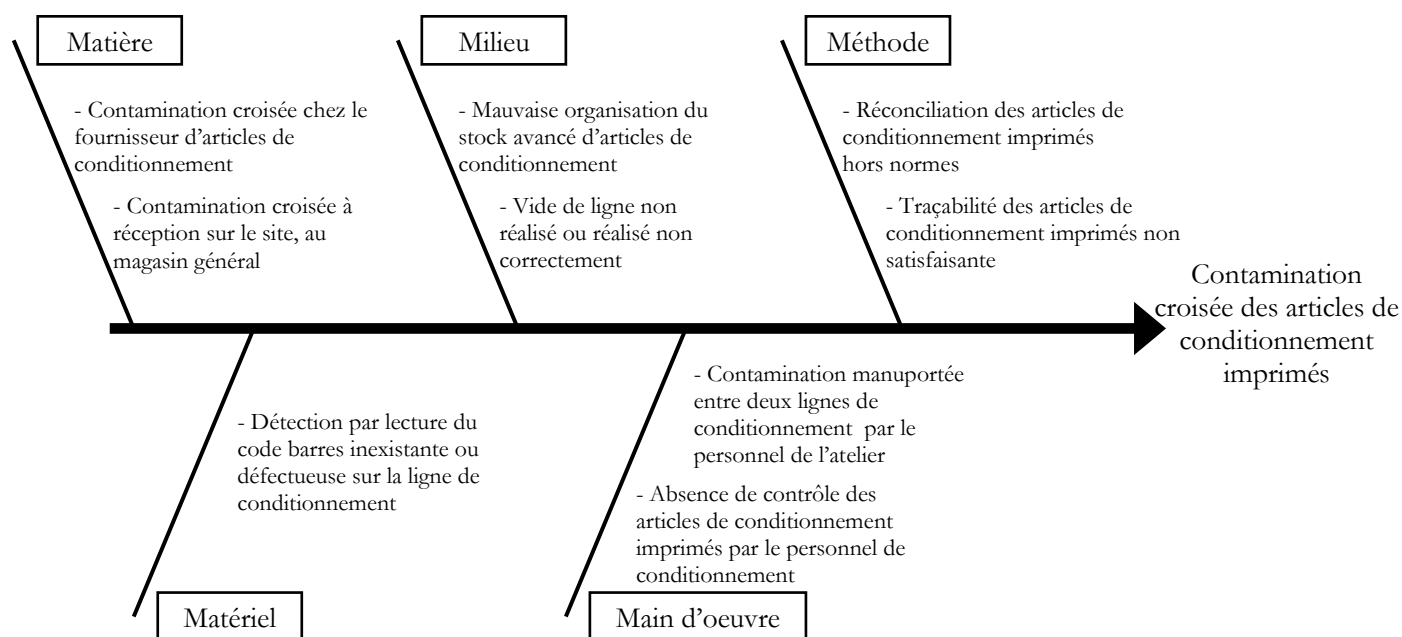 Matière
- Contamination croisée chez le
fournisseur d’articles de
conditionnement
- Contamination croisée à
réception sur le site, au
magasin général
Milieu
- Mauvaise organisation du
stock avancé d’articles de
conditionnement
- Vide de ligne non
réalisé ou réalisé non
correctement
Méthode
- Réconciliation des articles de
conditionnement imprimés
hors normes
- Traçabilité des articles de
conditionnement imprimés non
satisfaisante
Contamination
croisée des articles de
conditionnement
imprimés
- Détection par lecture du
code barres inexistante ou
défectueuse sur la ligne de
conditionnement
Matériel
- Contamination manuportée
entre deux lignes de
conditionnement par le
personnel de l’atelier
- Absence de contrôle des
articles de conditionnement
imprimés par le personnel de
conditionnement
Main d'oeuvre